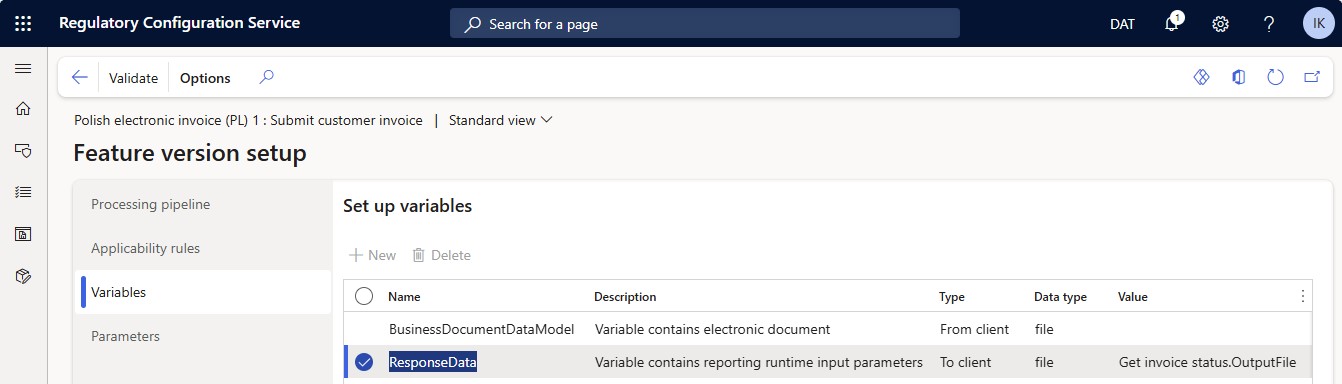 Regulatory Configuration Service
Search for a page
DAT
1
?
IK
Validate
Options
Polish electronic invoice (PL) 1 : Submit customer invoice | Standard view
Feature version setup
Processing pipeline
Applicability rules
Variables
Parameters
Set up variables
New Delete
Name Description Type Data type Value
BusinessDocumentDataModel Variable contains electronic document From client file
ResponseData Variable contains reporting runtime input parameters To client file Get invoice status.OutputFile